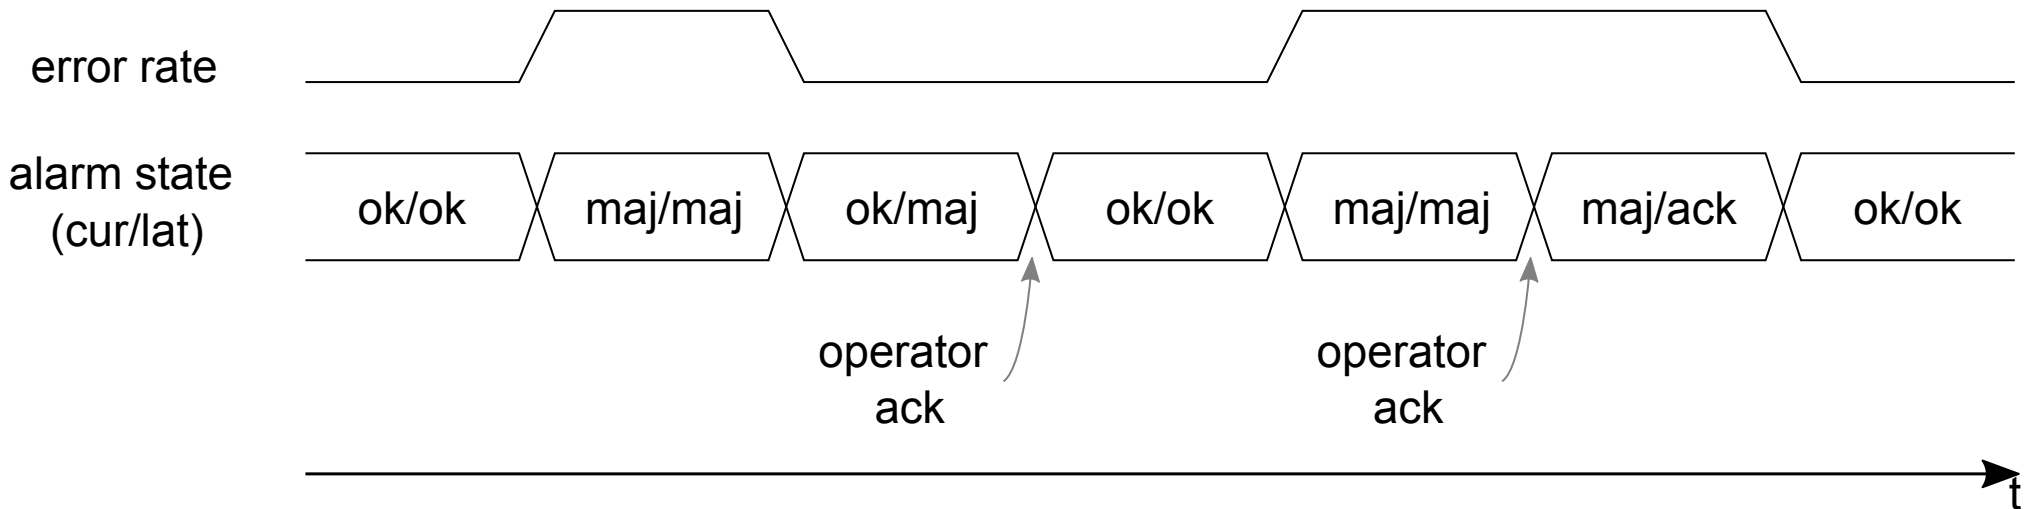 error rate
alarm state
(cur/lat)
ok/ok
maj/maj
ok/maj
ok/ok
maj/maj
maj/ack
ok/ok
operator
ack
operator
ack
t